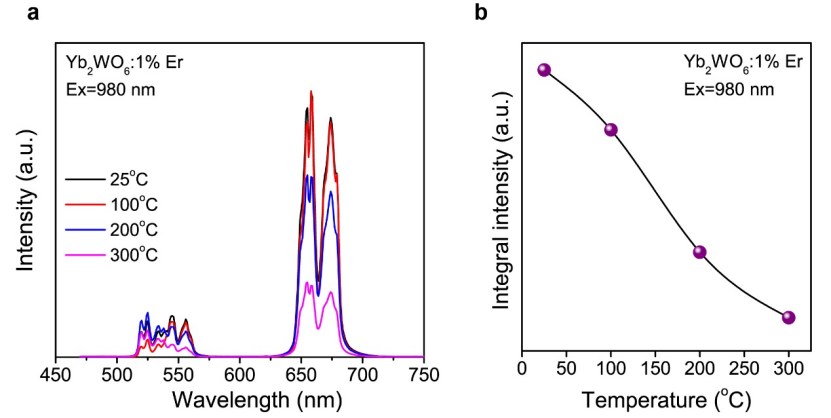 a
Yb₂WO₆:1% Er
Ex=980 nm
25°C
100°C
200°C
300°C
Intensity (a.u.)
450 500 550 600 650 700 750
Wavelength (nm)
b
Yb₂WO₆:1% Er
Ex=980 nm
Integral intensity (a.u.)
0 50 100 150 200 250 300
Temperature (°C)